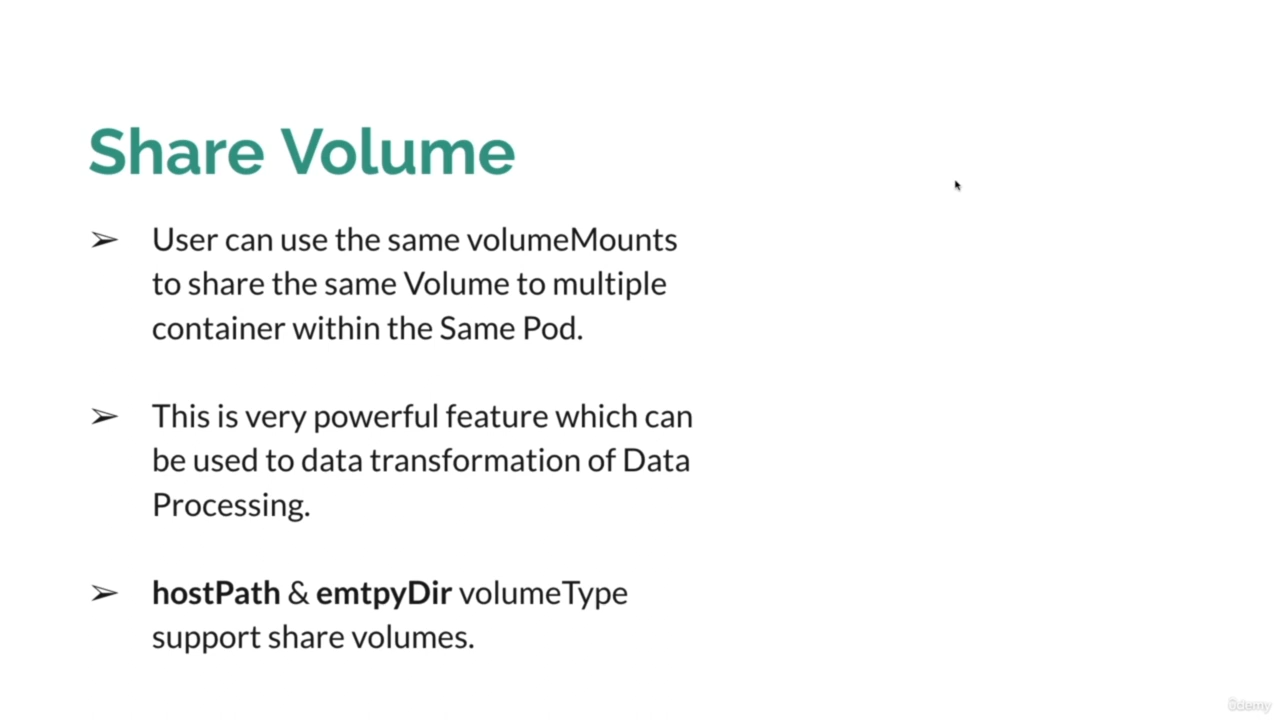 Share Volume
➢ User can use the same volumeMounts
to share the same Volume to multiple
container within the Same Pod.
➢ This is very powerful feature which can
be used to data transformation of Data
Processing.
➢ hostPath & emtpyDir volumeType
support share volumes.
ûdemy